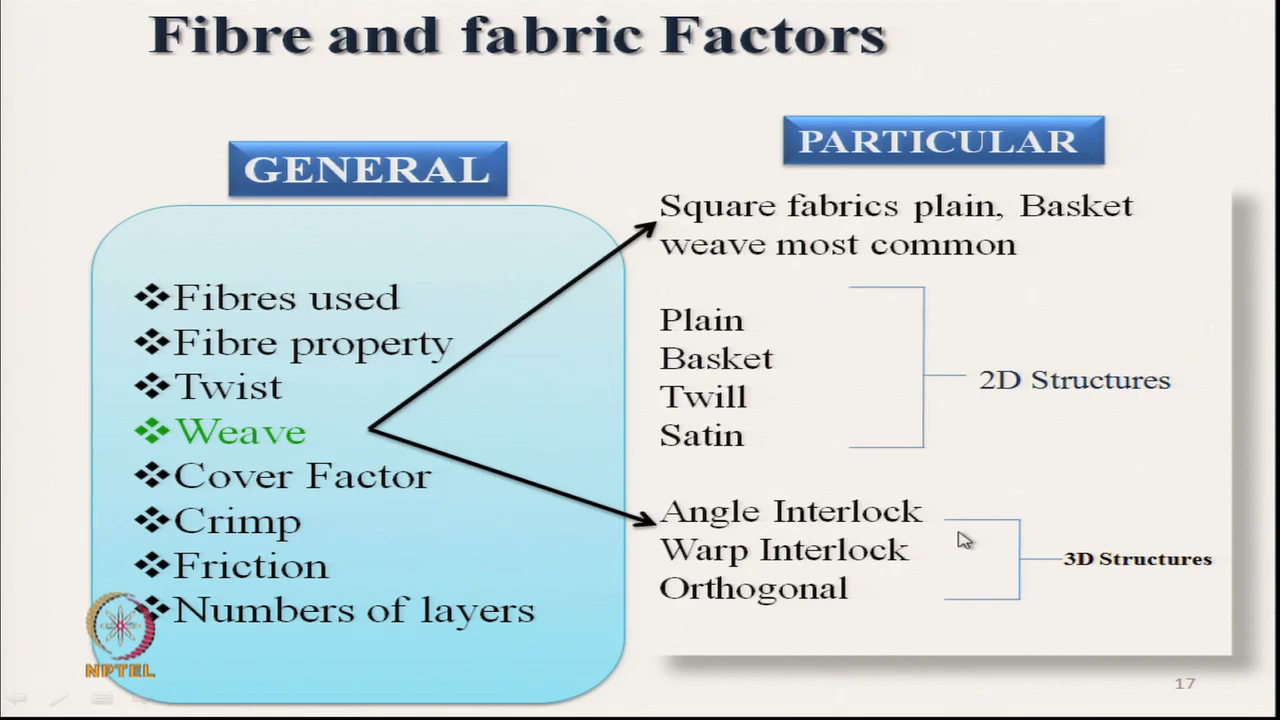 Fibre and fabric Factors
GENERAL
❖Fibres used
❖Fibre property
❖Twist
❖Weave
❖Cover Factor
❖Crimp
❖Friction
❖Numbers of layers
NPTEL
PARTICULAR
Square fabrics plain, Basket
weave most common
Plain
Basket
Twill
Satin
2D Structures
Angle Interlock
Warp Interlock
Orthogonal
3D Structures
17